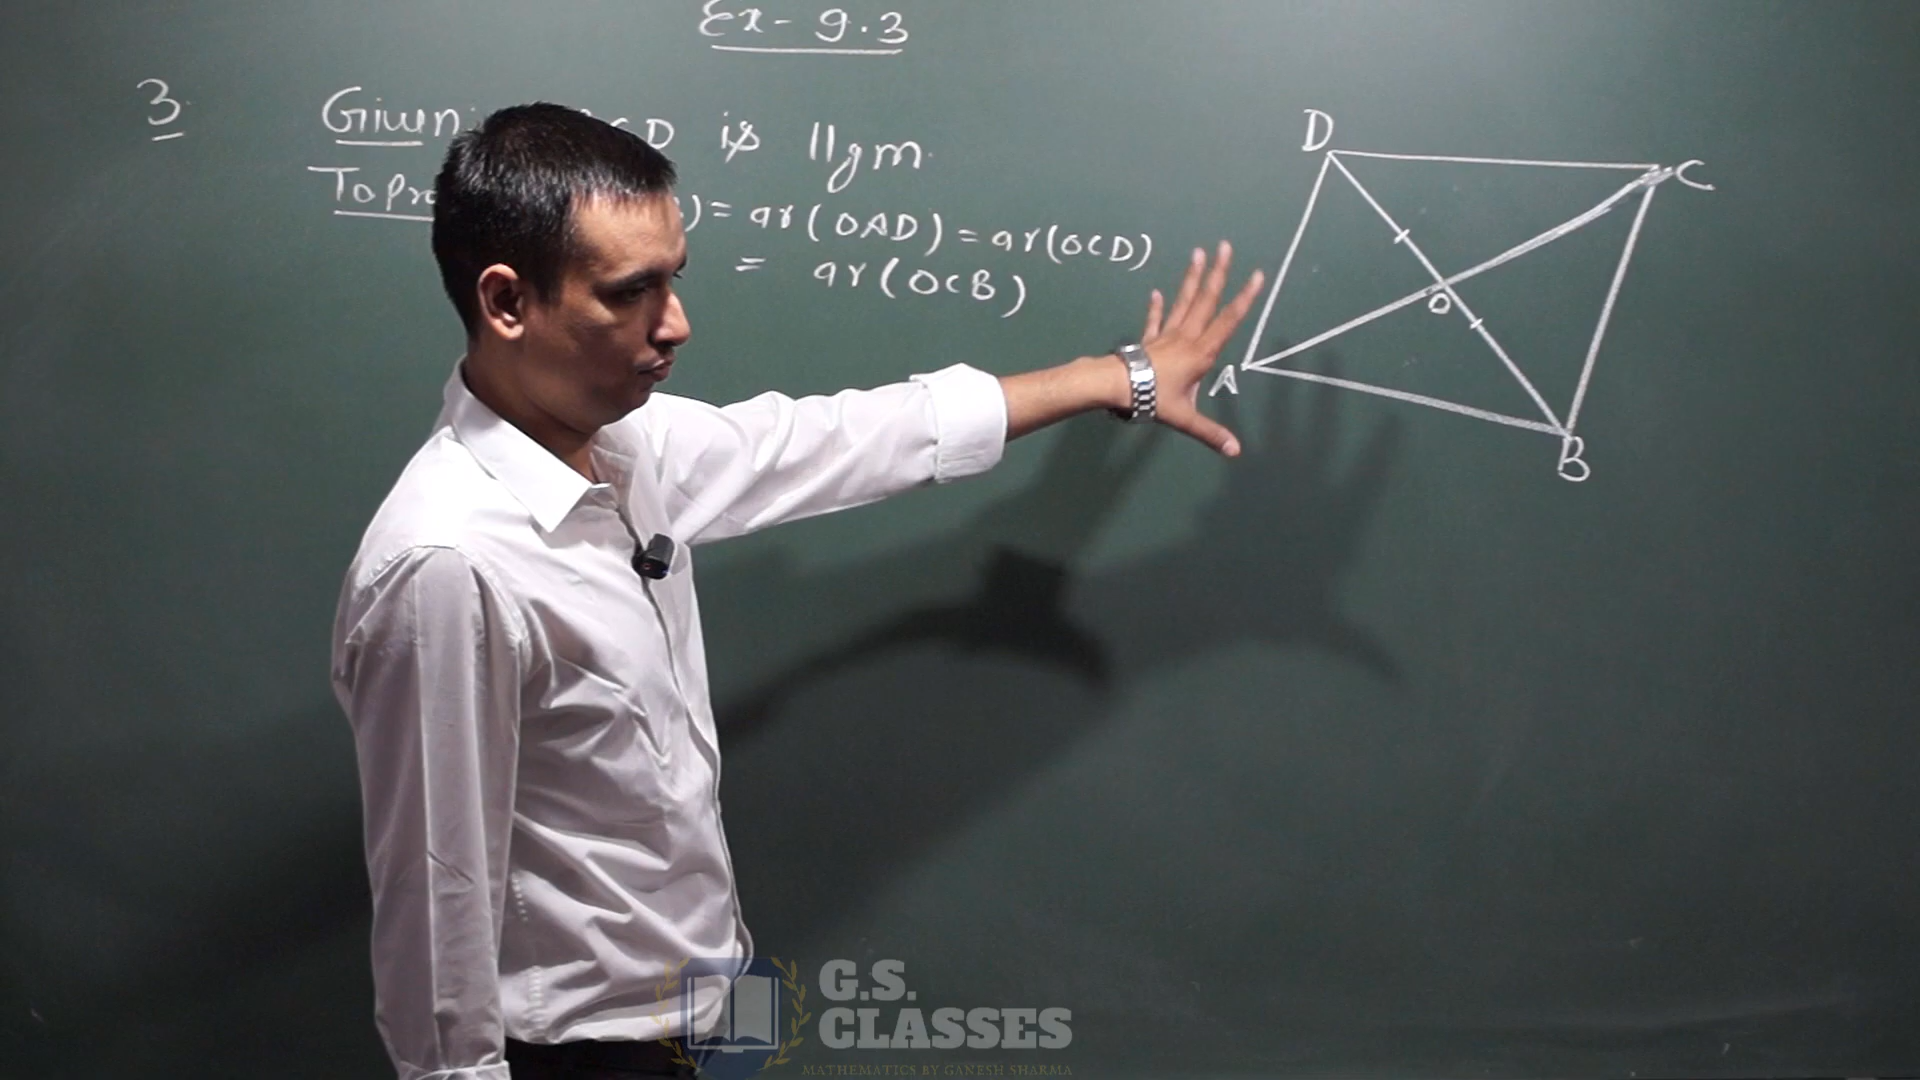 Ex- 9.3
3
Given: D is ||gm.
) = ar(OAD) = ar(OCD)
= ar(OCB)
D
C
O
A
B
G.S.
CLASSES
MATHEMATICS BY GANESH SHARMA